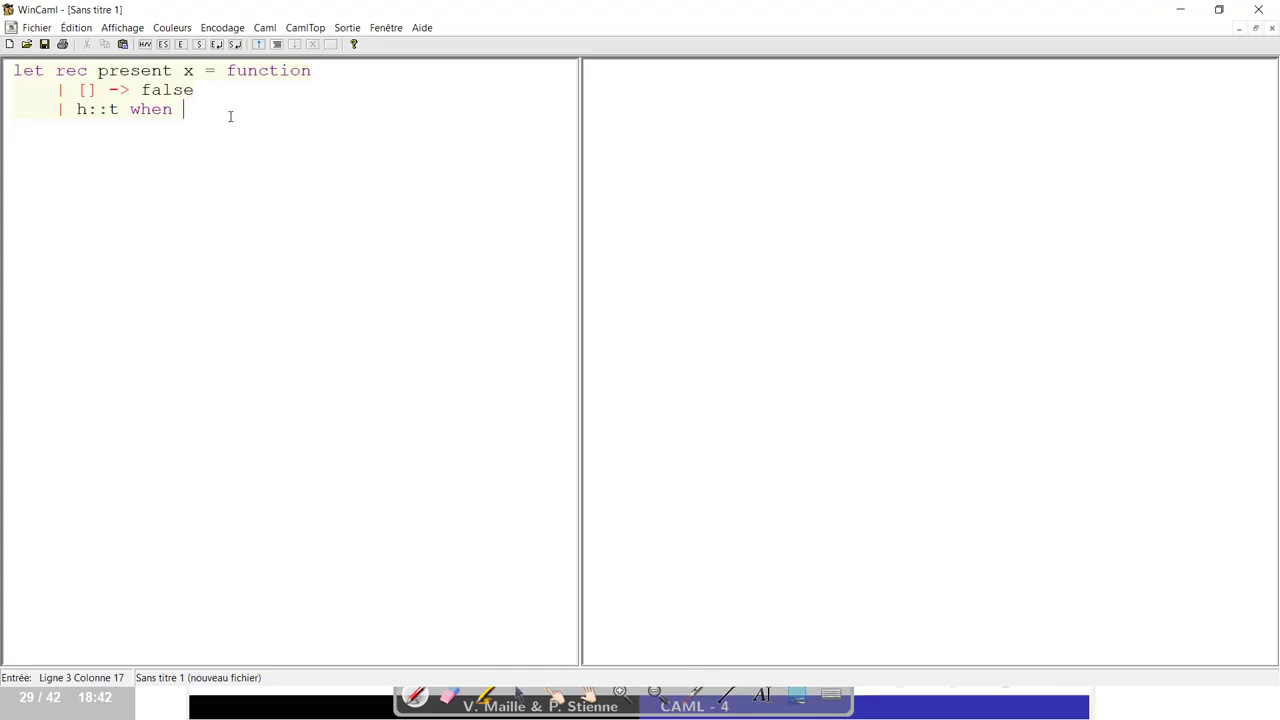 WinCaml - [Sans titre 1]
Fichier Édition Affichage Couleurs Encodage Caml CamlTop Sortie Fenêtre Aide
H/V E S E S E↵ S↵ ?
let rec present x = function
| [] -> false
| h::t when
Entrée: Ligne 3 Colonne 17 Sans titre 1 (nouveau fichier)
29 / 42 18:42
V. Maille & P. Stienne CAML - 4